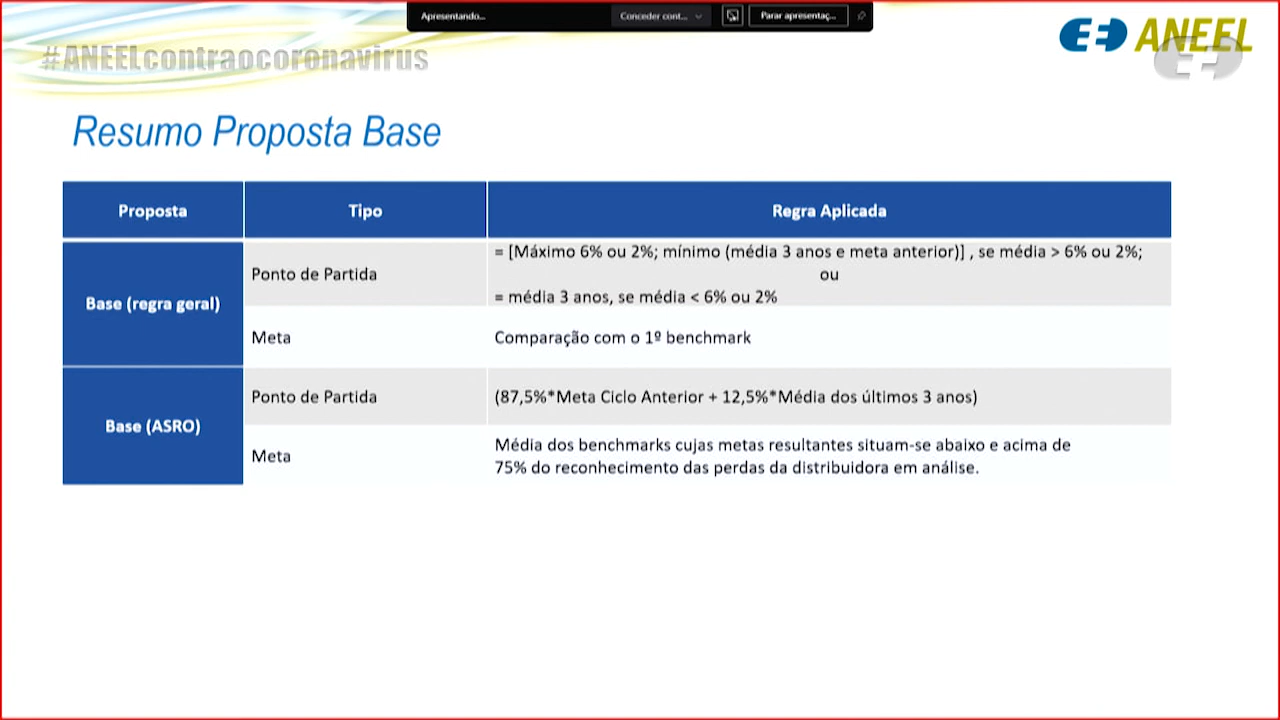 Apresentando...
Conceder cont...
Parar apresentaç...
#ANEELcontraocoronavirus
ANEEL
Resumo Proposta Base
Proposta
Tipo
Regra Aplicada
Base (regra geral)
Ponto de Partida
= [Máximo 6% ou 2%; mínimo (média 3 anos e meta anterior)] , se média > 6% ou 2%;
ou
= média 3 anos, se média < 6% ou 2%
Meta
Comparação com o 1º benchmark
Base (ASRO)
Ponto de Partida
(87,5%*Meta Ciclo Anterior + 12,5%*Média dos últimos 3 anos)
Meta
Média dos benchmarks cujas metas resultantes situam-se abaixo e acima de
75% do reconhecimento das perdas da distribuidora em análise.